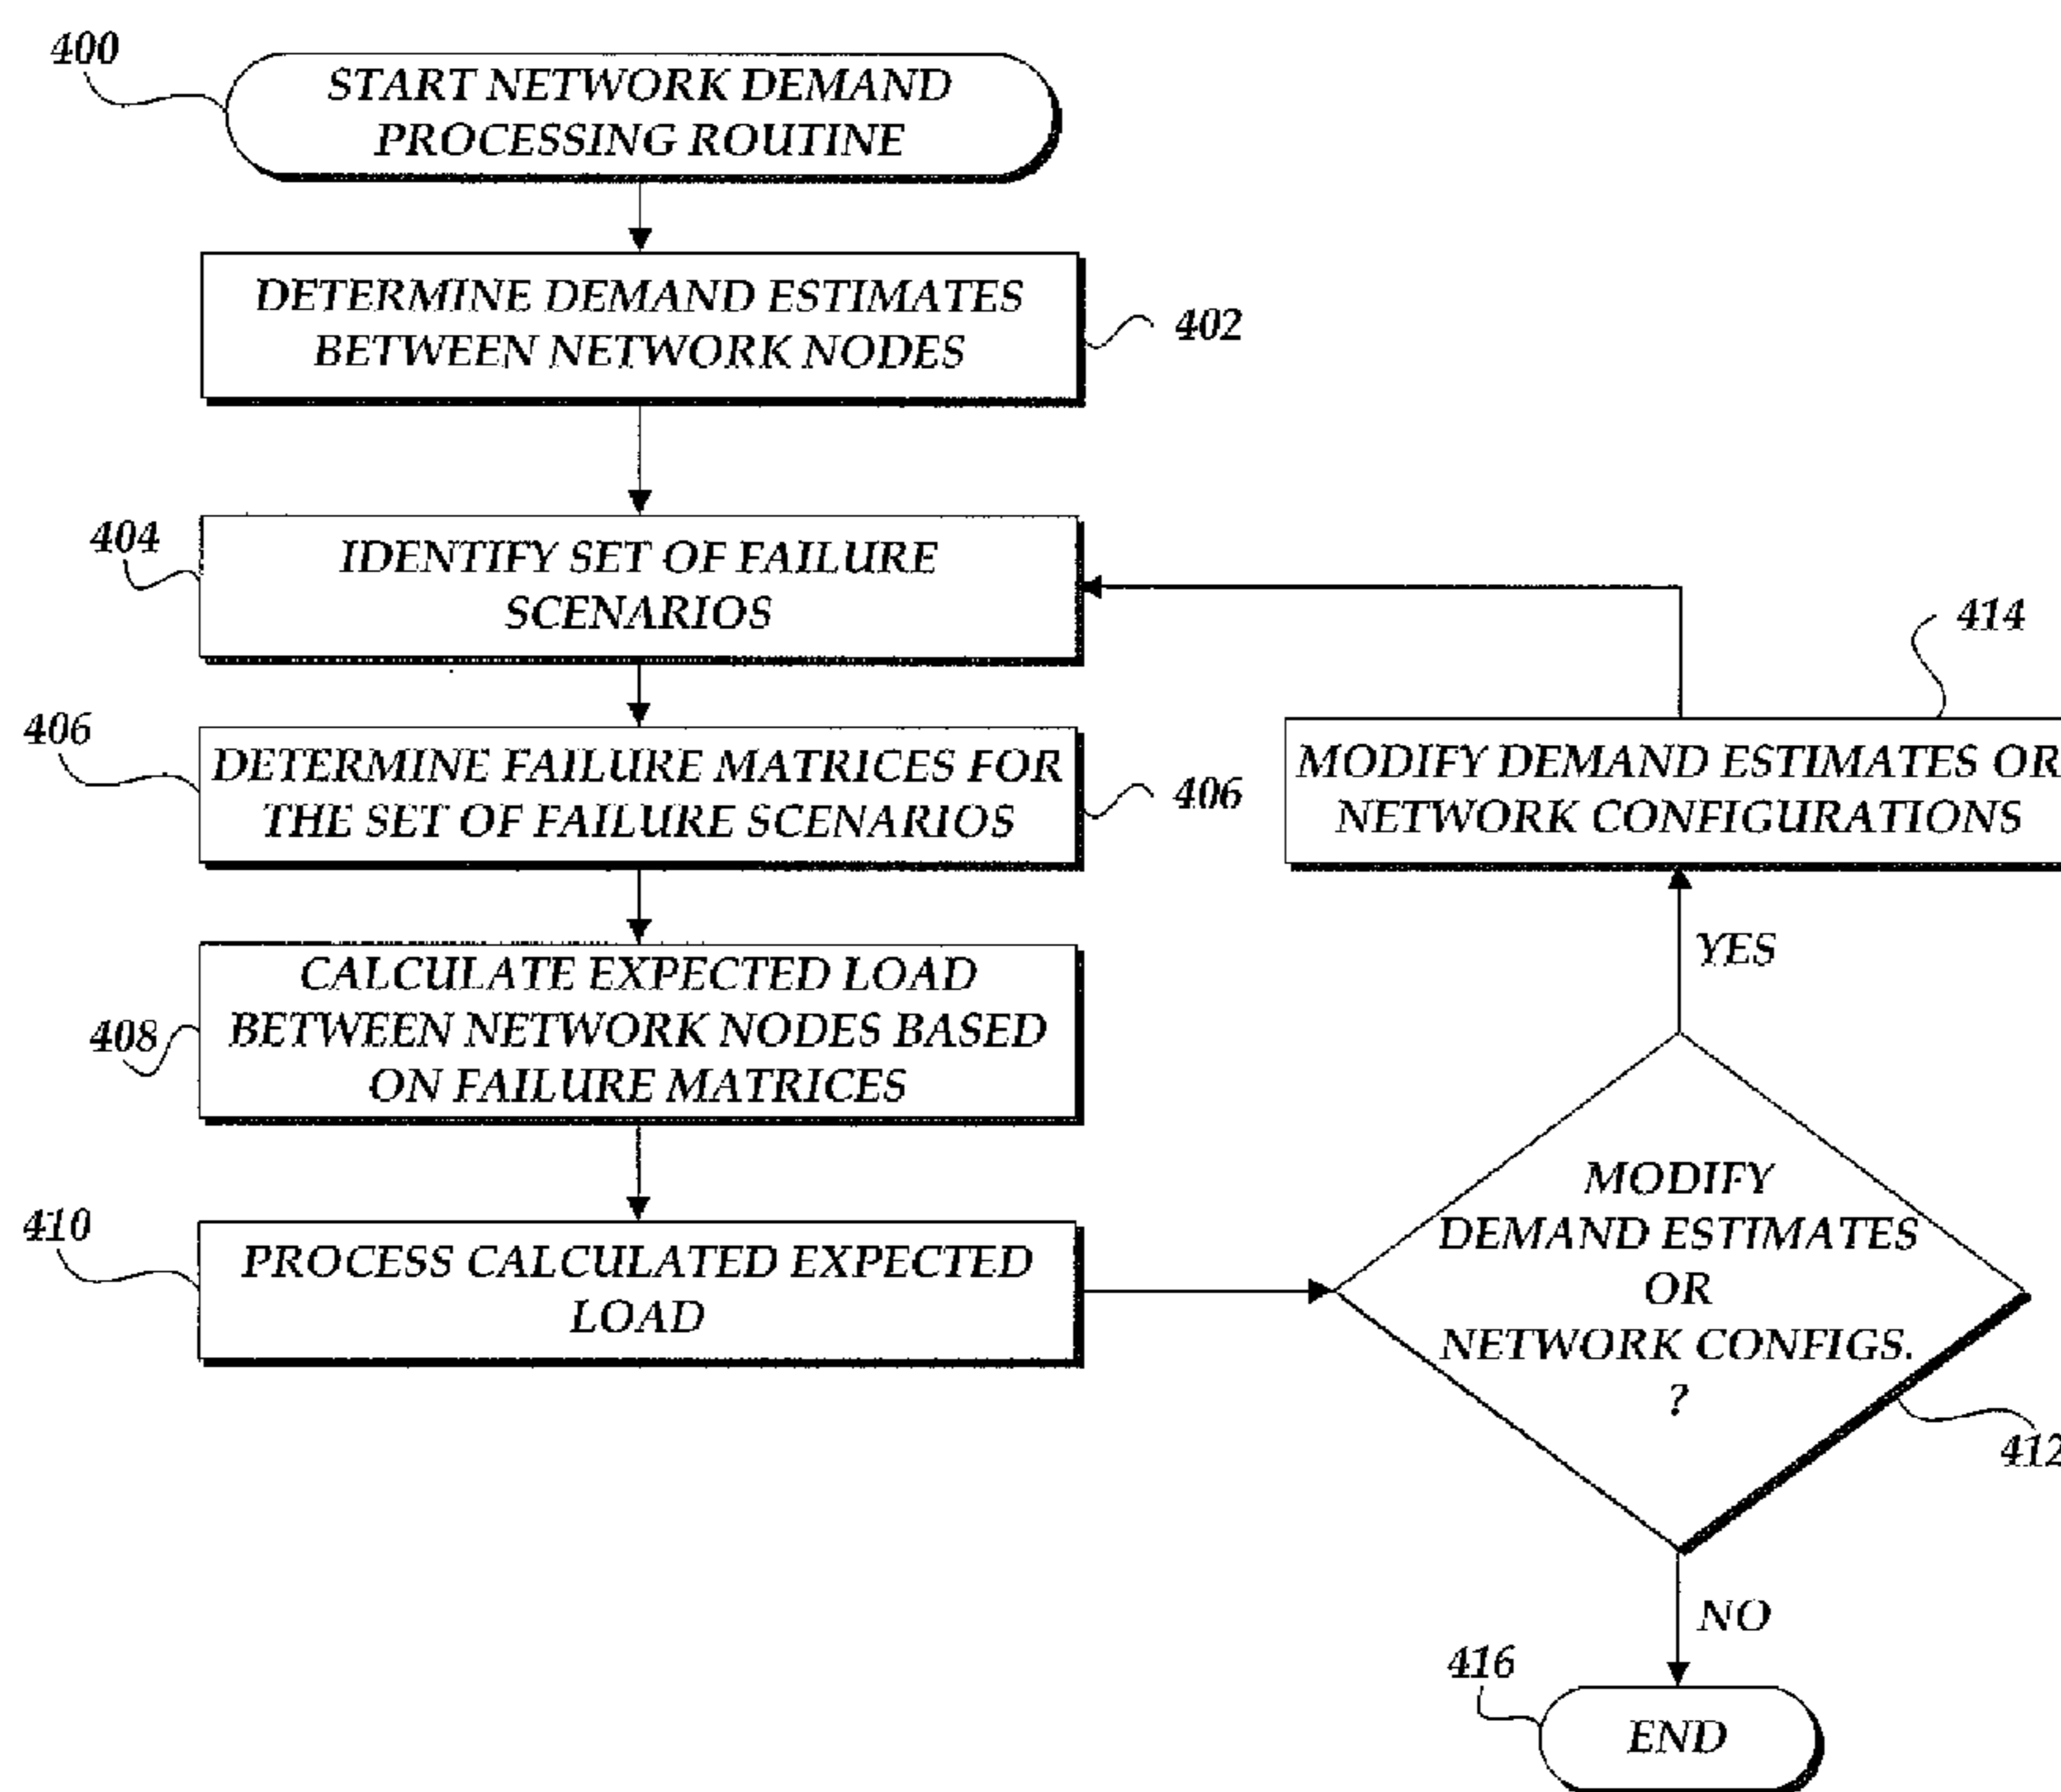 400
START NETWORK DEMAND
PROCESSING ROUTINE
DETERMINE DEMAND ESTIMATES
BETWEEN NETWORK NODES
402
404
IDENTIFY SET OF FAILURE
SCENARIOS
406
DETERMINE FAILURE MATRICES FOR
THE SET OF FAILURE SCENARIOS
406
408
CALCULATE EXPECTED LOAD
BETWEEN NETWORK NODES BASED
ON FAILURE MATRICES
410
PROCESS CALCULATED EXPECTED
LOAD
414
MODIFY DEMAND ESTIMATES OR
NETWORK CONFIGURATIONS
YES
MODIFY
DEMAND ESTIMATES
OR
NETWORK CONFIGS.
?
412
NO
416
END